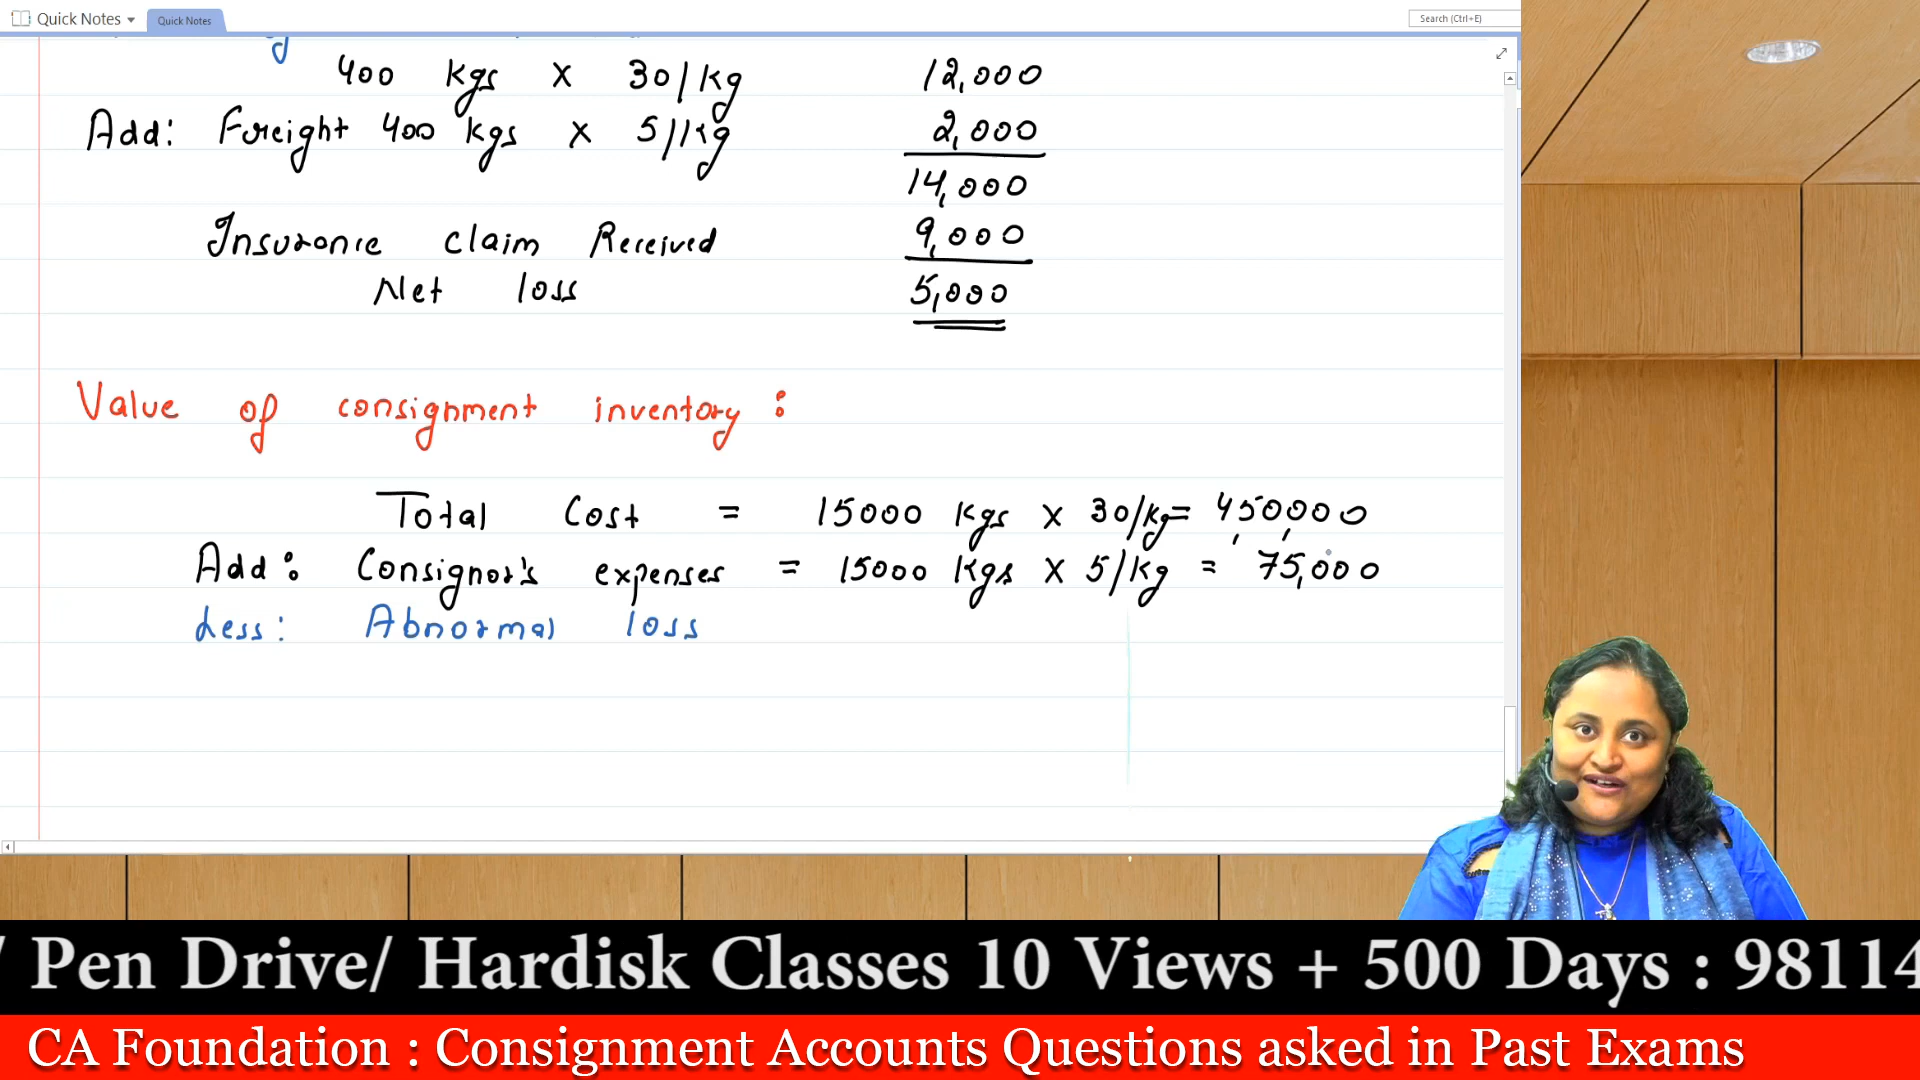 Quick Notes
Quick Notes
Search (Ctrl+E)
400 kgs x 30/kg 12,000
Add: Freight 400 kgs x 5/kg 2,000
14,000
Insurance claim Received 9,000
Net loss 5,000
Value of consignment inventory :
Total Cost = 15000 kgs x 30/kg = 4,50,000
Add: Consignor's expenses = 15000 kgs x 5/kg = 75,000
Less: Abnormal loss
/ Pen Drive/ Hardisk Classes 10 Views + 500 Days : 98114
CA Foundation : Consignment Accounts Questions asked in Past Exams